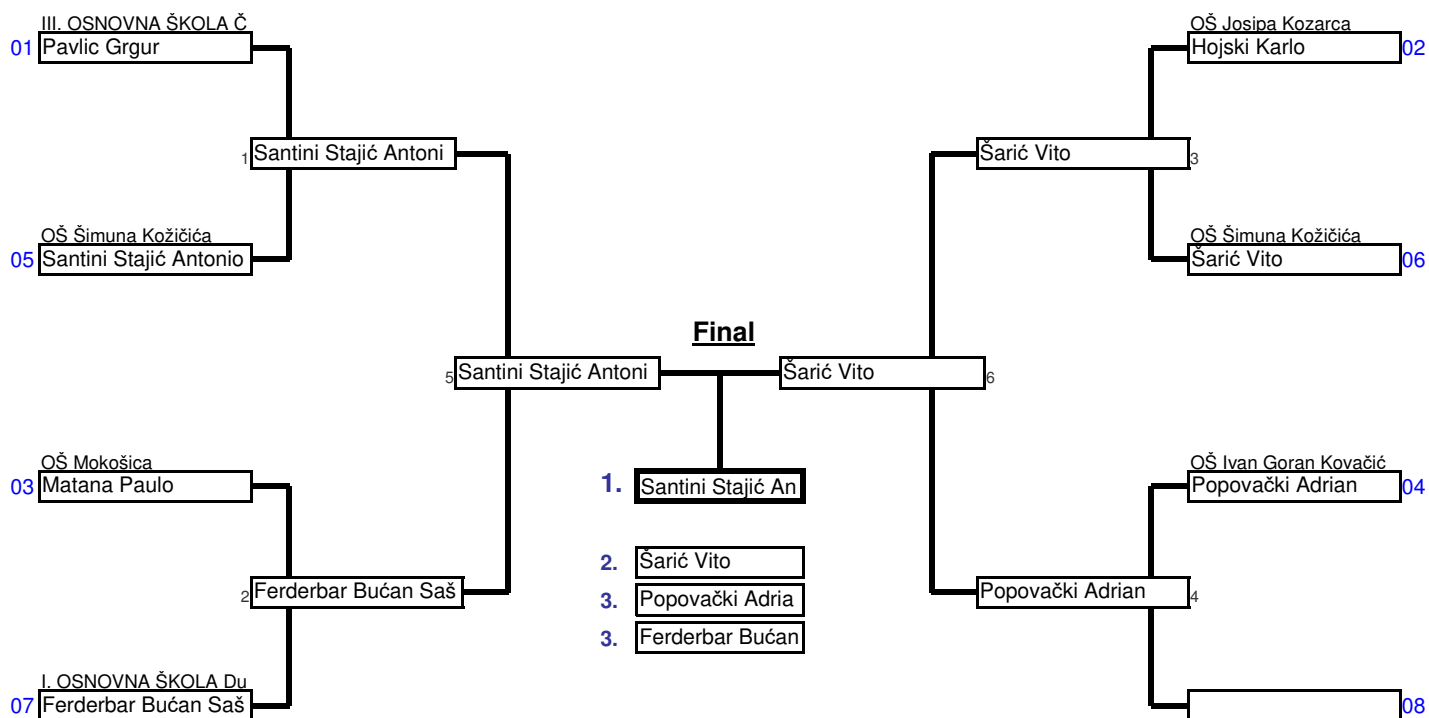 III. OSNOVNA ŠKOLA Č
01 Pavlic Grgur
1 Santini Stajić Antoni
OŠ Šimuna Kožičića
05 Santini Stajić Antonio
5 Santini Stajić Antoni
OŠ Mokošica
03 Matana Paulo
2 Ferderbar Bućan Saš
I. OSNOVNA ŠKOLA Du
07 Ferderbar Bućan Saš
Final
1. Santini Stajić An
2. Šarić Vito
3. Popovački Adria
3. Ferderbar Bućan
OŠ Josipa Kozarca
Hojski Karlo 02
Šarić Vito 3
OŠ Šimuna Kožičića
Šarić Vito 06
Šarić Vito 6
OŠ Ivan Goran Kovačić
Popovački Adrian 04
Popovački Adrian 4
08